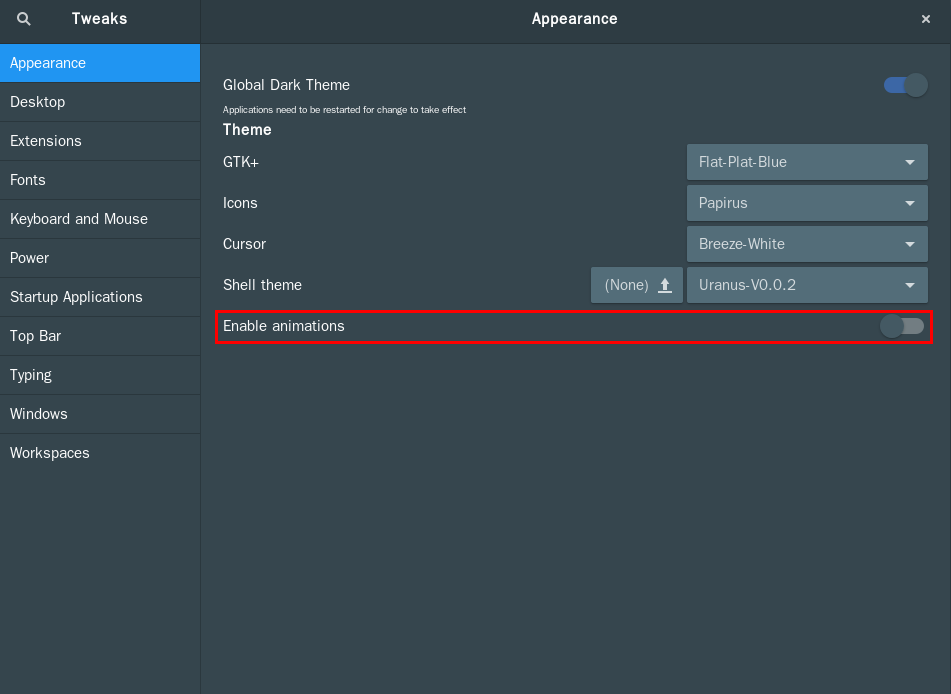 Tweaks
Appearance
Appearance
Desktop
Extensions
Fonts
Keyboard and Mouse
Power
Startup Applications
Top Bar
Typing
Windows
Workspaces
Global Dark Theme
Applications need to be restarted for change to take effect
Theme
GTK+ Flat-Plat-Blue
Icons Papirus
Cursor Breeze-White
Shell theme (None) Uranus-V0.0.2
Enable animations